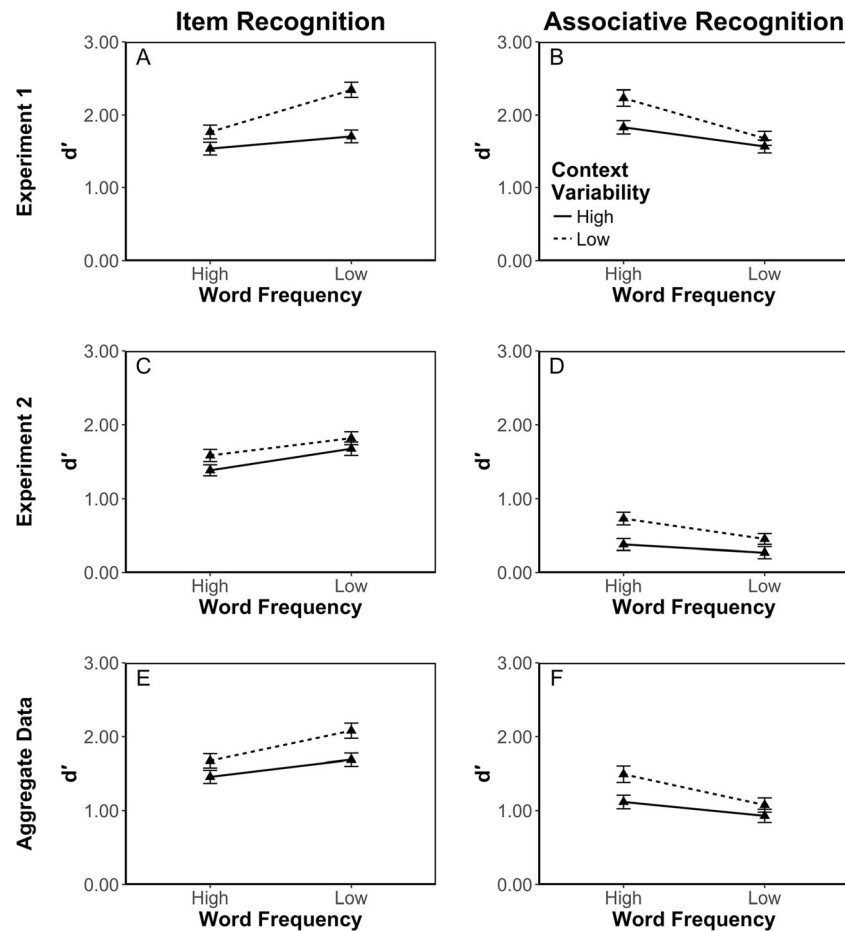 Item Recognition
Associative Recognition
Experiment 1
A
3.00
2.00
1.00
0.00
d′
High
Low
Word Frequency
B
3.00
2.00
1.00
0.00
d′
Context
Variability
High
Low
High
Low
Word Frequency
Experiment 2
C
3.00
2.00
1.00
0.00
d′
High
Low
Word Frequency
D
3.00
2.00
1.00
0.00
d′
High
Low
Word Frequency
Aggregate Data
E
3.00
2.00
1.00
0.00
d′
High
Low
Word Frequency
F
3.00
2.00
1.00
0.00
d′
High
Low
Word Frequency